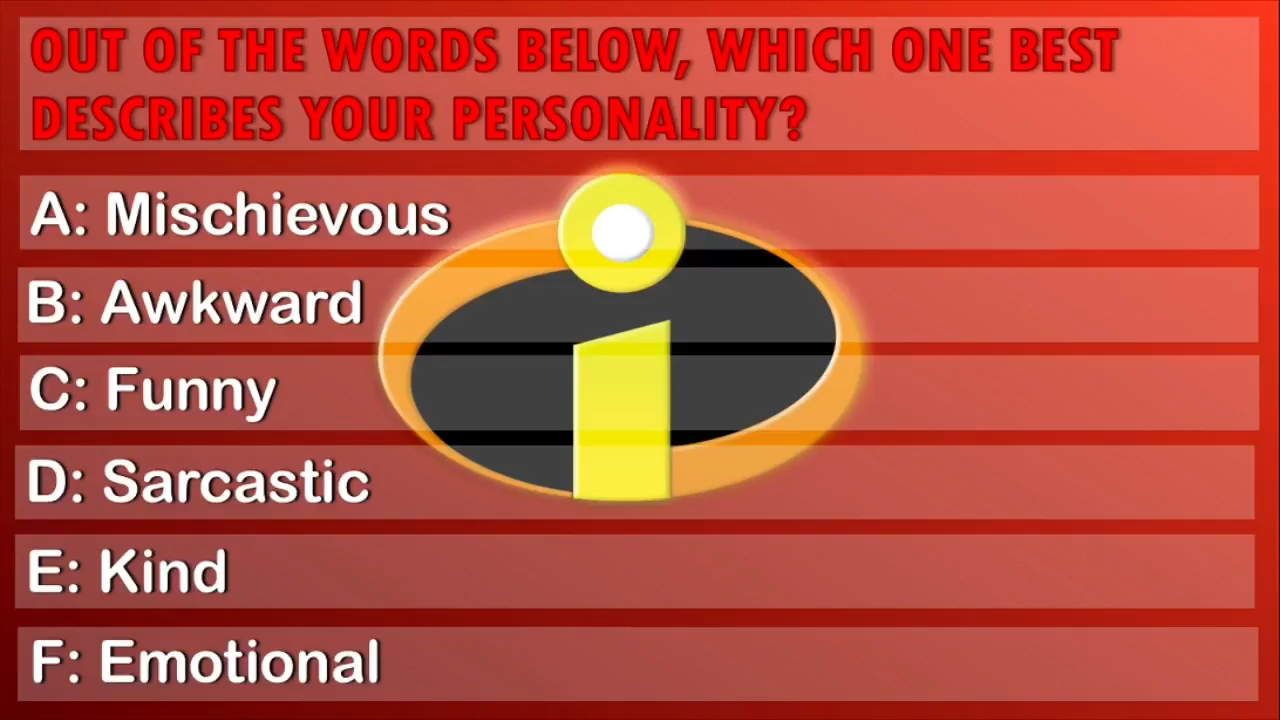 OUT OF THE WORDS BELOW, WHICH ONE BEST
DESCRIBES YOUR PERSONALITY?
A: Mischievous
B: Awkward
C: Funny
D: Sarcastic
E: Kind
F: Emotional